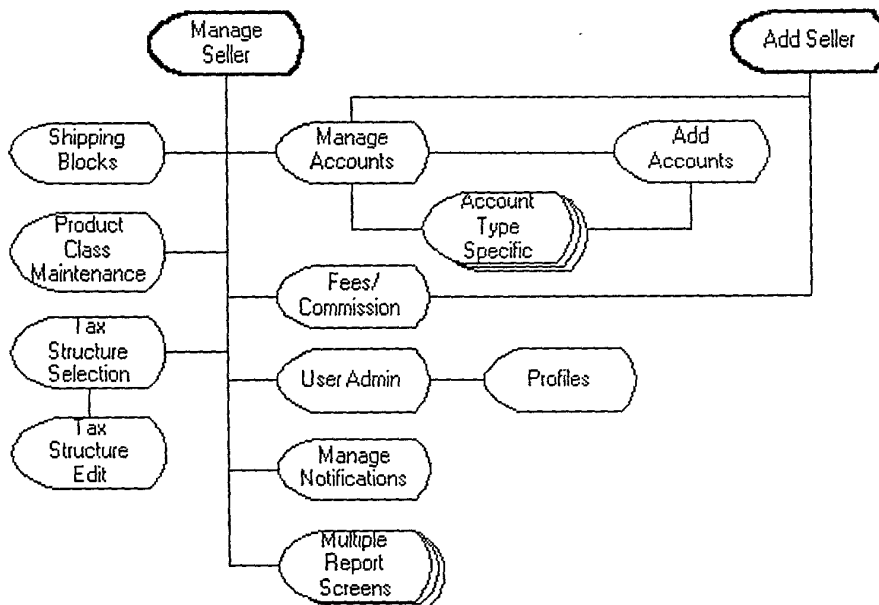 Manage
Seller
Add Seller
Shipping
Blocks
Manage
Accounts
Add
Accounts
Account
Type
Specific
Product
Class
Maintenance
Fees/
Commission
Tax
Structure
Selection
User Admin
Profiles
Tax
Structure
Edit
Manage
Notifications
Multiple
Report
Screens